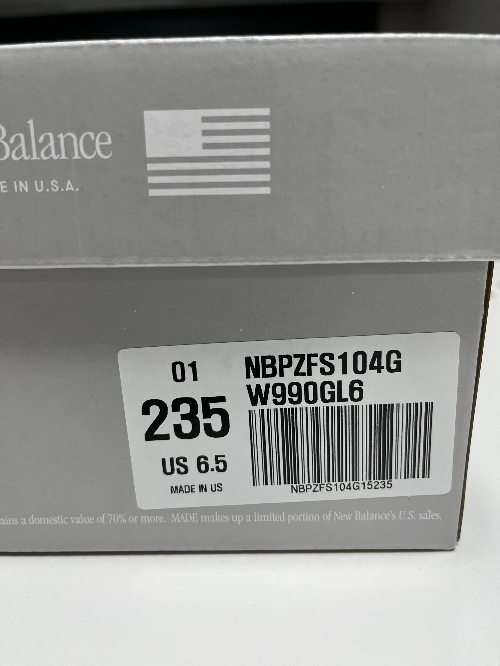 Balance
E IN U.S.A.
01
NBPZFS104G
W990GL6
235
US 6.5
MADE IN US
NBPZFS104G15235
ains a domestic value of 70% or more. MADE makes up a limited portion of New Balance's U.S. sales.